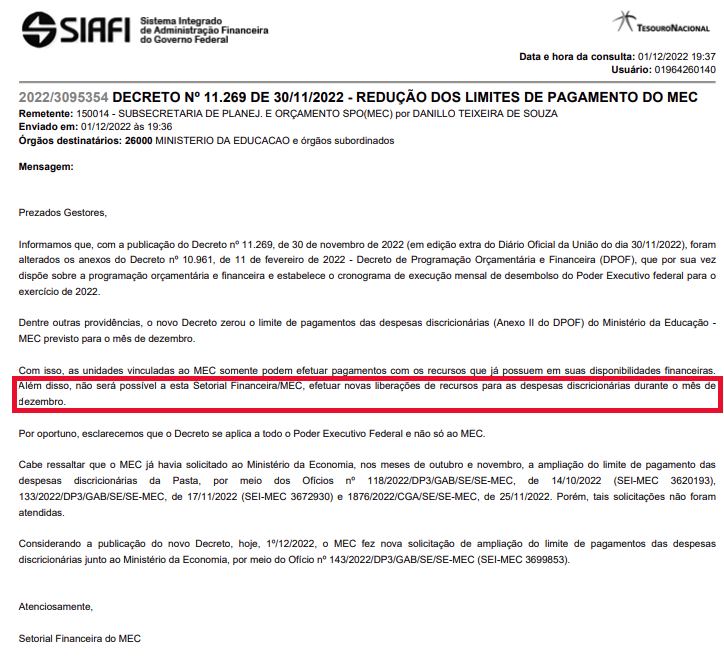 SIAFI
Sistema Integrado
de Administração Financeira
do Governo Federal
TESOURONACIONAL
Data e hora da consulta: 01/12/2022 19:37
Usuário: 01964260140
2022/3095354 DECRETO Nº 11.269 DE 30/11/2022 - REDUÇÃO DOS LIMITES DE PAGAMENTO DO MEC
Remetente: 150014 - SUBSECRETARIA DE PLANEJ. E ORÇAMENTO SPO(MEC) por DANILLO TEIXEIRA DE SOUZA
Enviado em: 01/12/2022 às 19:36
Órgãos destinatários: 26000 MINISTERIO DA EDUCACAO e órgãos subordinados
Mensagem:
Prezados Gestores,
Informamos que, com a publicação do Decreto nº 11.269, de 30 de novembro de 2022 (em edição extra do Diário Oficial da União do dia 30/11/2022), foram
alterados os anexos do Decreto nº 10.961, de 11 de fevereiro de 2022 - Decreto de Programação Orçamentária e Financeira (DPOF), que por sua vez
dispõe sobre a programação orçamentária e financeira e estabelece o cronograma de execução mensal de desembolso do Poder Executivo federal para o
exercício de 2022.
Dentre outras providências, o novo Decreto zerou o limite de pagamentos das despesas discricionárias (Anexo II do DPOF) do Ministério da Educação -
MEC previsto para o mês de dezembro.
Com isso, as unidades vinculadas ao MEC somente podem efetuar pagamentos com os recursos que já possuem em suas disponibilidades financeiras.
Além disso, não será possível a esta Setorial Financeira/MEC, efetuar novas liberações de recursos para as despesas discricionárias durante o mês de
dezembro.
Por oportuno, esclarecemos que o Decreto se aplica a todo o Poder Executivo Federal e não só ao MEC.
Cabe ressaltar que o MEC já havia solicitado ao Ministério da Economia, nos meses de outubro e novembro, a ampliação do limite de pagamento das
despesas discricionárias da Pasta, por meio dos Ofícios nº 118/2022/DP3/GAB/SE/SE-MEC, de 14/10/2022 (SEI-MEC 3620193),
133/2022/DP3/GAB/SE/SE-MEC, de 17/11/2022 (SEI-MEC 3672930) e 1876/2022/CGA/SE/SE-MEC, de 25/11/2022. Porém, tais solicitações não foram
atendidas.
Considerando a publicação do novo Decreto, hoje, 1º/12/2022, o MEC fez nova solicitação de ampliação do limite de pagamentos das despesas
discricionárias junto ao Ministério da Economia, por meio do Ofício nº 143/2022/DP3/GAB/SE/SE-MEC (SEI-MEC 3699853).
Atenciosamente,
Setorial Financeira do MEC